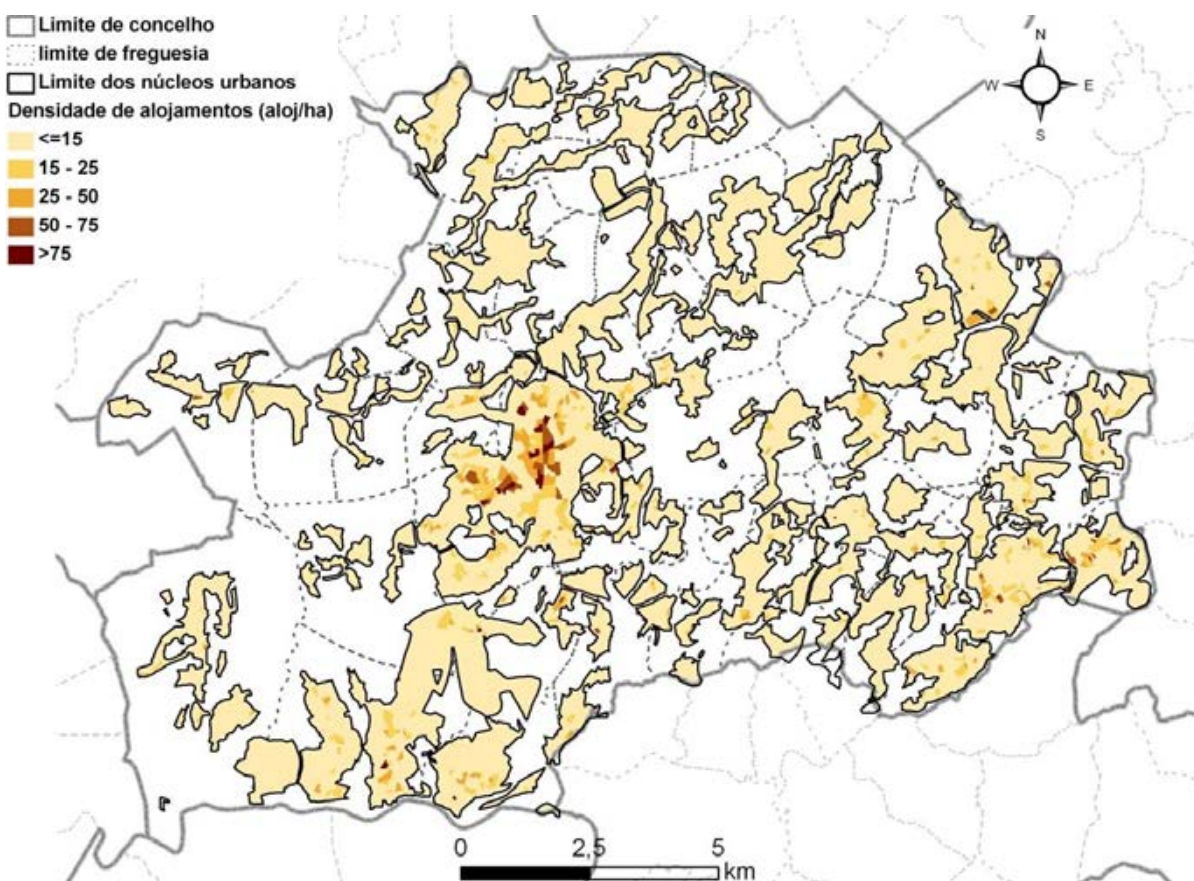 Limite de concelho
limite de freguesia
Limite dos núcleos urbanos
Densidade de alojamentos (aloj/ha)
<=15
15 - 25
25 - 50
50 - 75
>75
N
W E
S
0 2,5 5
km